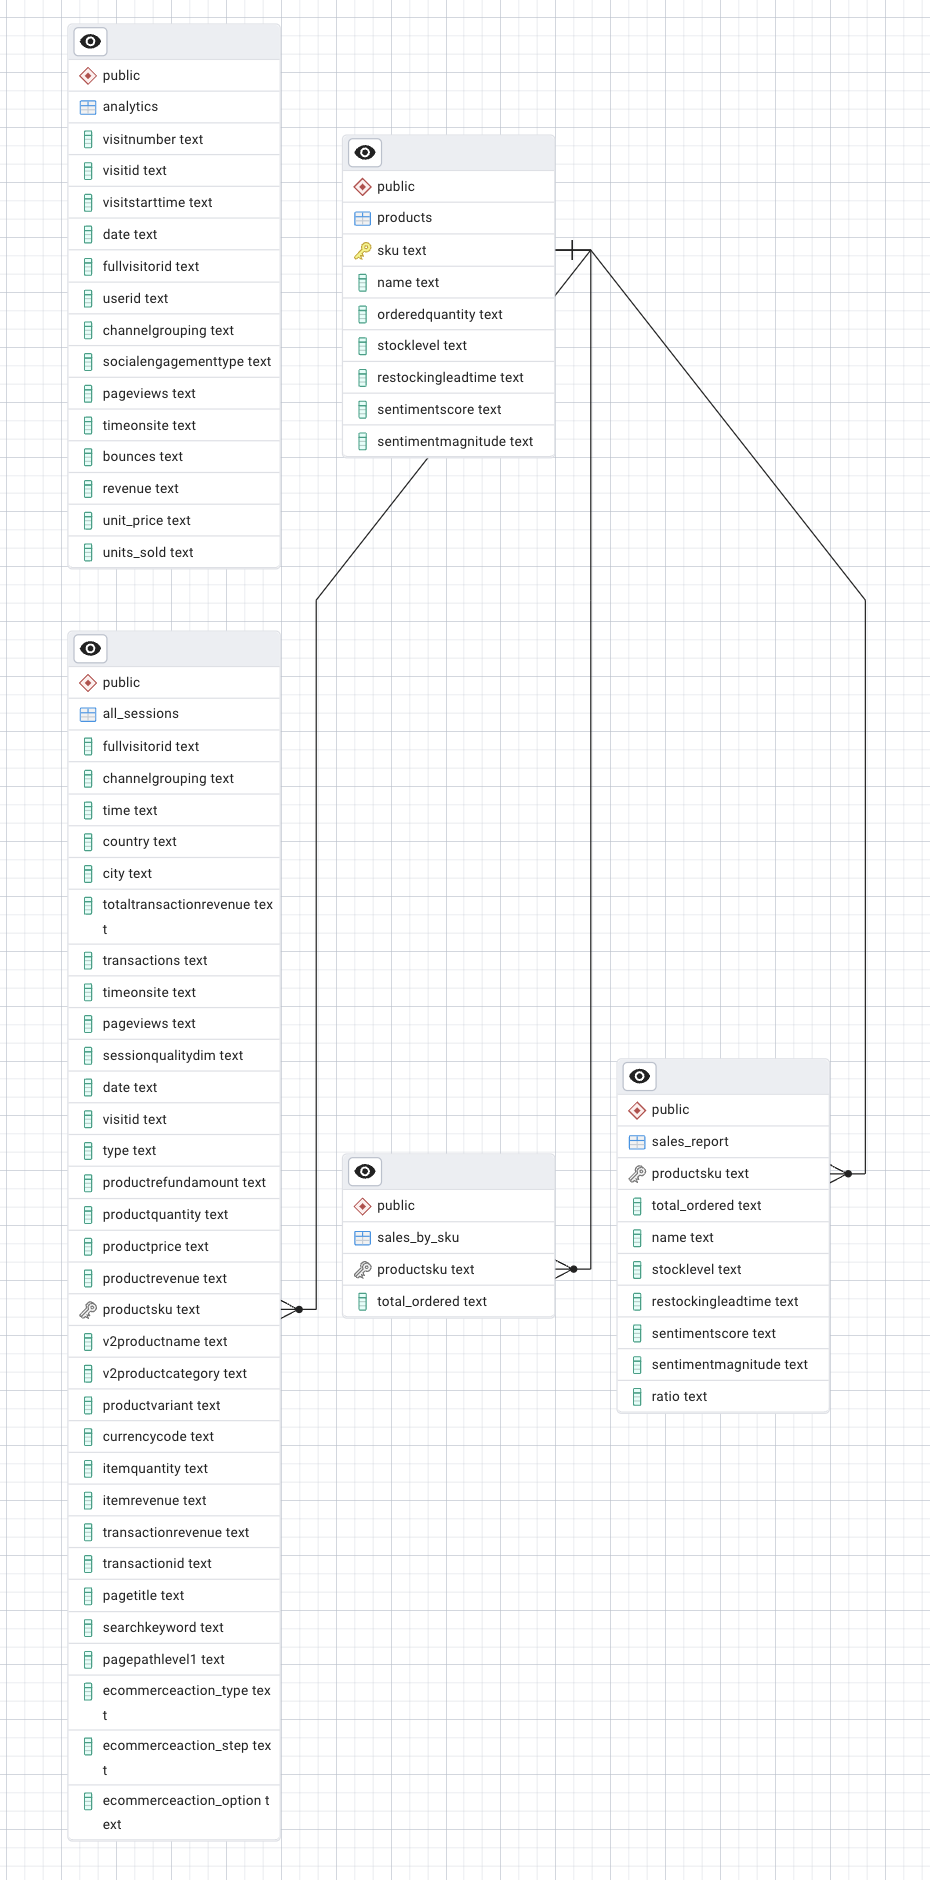 public
analytics
visitnumber text
visitid text
visitstarttime text
date text
fullvisitorid text
userid text
channelgrouping text
socialengagementtype text
pageviews text
timeonsite text
bounces text
revenue text
unit_price text
units_sold text
public
products
sku text
name text
orderedquantity text
stocklevel text
restockingleadtime text
sentimentscore text
sentimentmagnitude text
public
all_sessions
fullvisitorid text
channelgrouping text
time text
country text
city text
totaltransactionrevenue tex
t
transactions text
timeonsite text
pageviews text
sessionqualitydim text
date text
visitid text
type text
productrefundamount text
productquantity text
productprice text
productrevenue text
productsku text
v2productname text
v2productcategory text
productvariant text
currencycode text
itemquantity text
itemrevenue text
transactionrevenue text
transactionid text
pagetitle text
searchkeyword text
pagepathlevel1 text
ecommerceaction_type tex
t
ecommerceaction_step tex
t
ecommerceaction_option t
ext
public
sales_by_sku
productsku text
total_ordered text
public
sales_report
productsku text
total_ordered text
name text
stocklevel text
restockingleadtime text
sentimentscore text
sentimentmagnitude text
ratio text